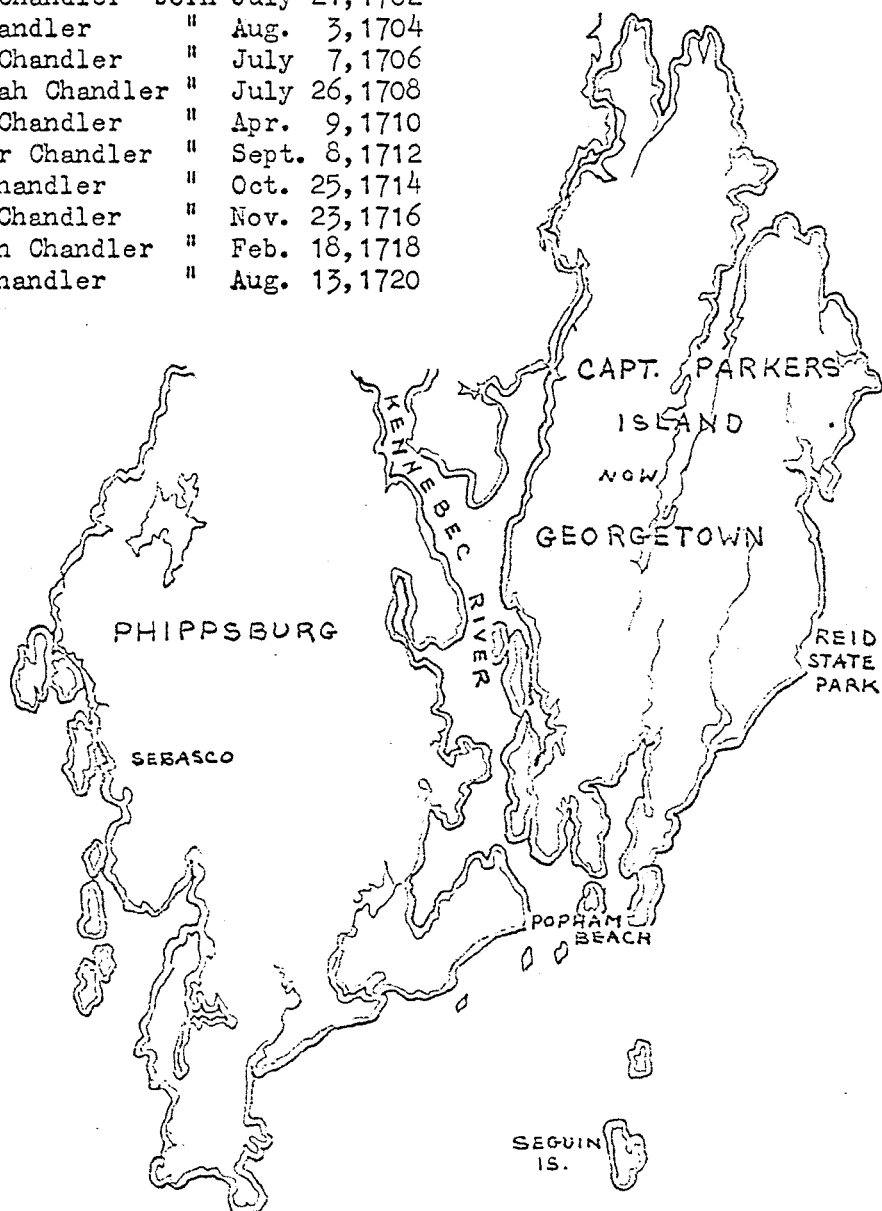 Chandler born July 27, 1702
andler " Aug. 3, 1704
Chandler " July 7, 1706
ah Chandler " July 26, 1708
Chandler " Apr. 9, 1710
r Chandler " Sept. 8, 1712
handler " Oct. 25, 1714
Chandler " Nov. 23, 1716
n Chandler " Feb. 18, 1718
handler " Aug. 13, 1720
CAPT. PARKERS
ISLAND
NOW
GEORGETOWN
KENNEBEC RIVER
PHIPPSBURG
REID
STATE
PARK
SEBASCO
POPHAM
BEACH
SEGUIN
IS.